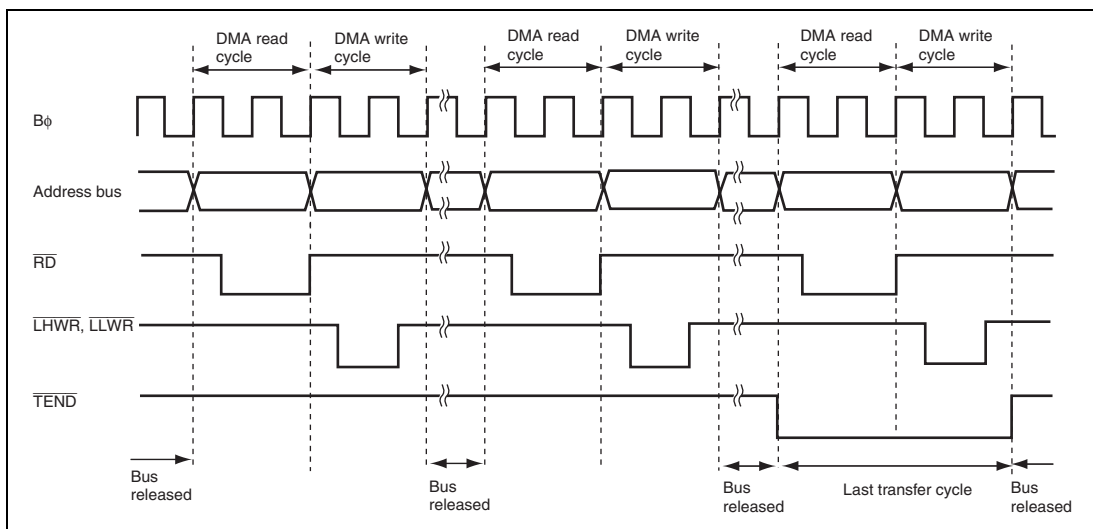 DMA read
cycle
DMA write
cycle
DMA read
cycle
DMA write
cycle
DMA read
cycle
DMA write
cycle
Bϕ
Address bus
RD
LHWR, LLWR
TEND
Bus
released
Bus
released
Bus
released
Last transfer cycle
Bus
released